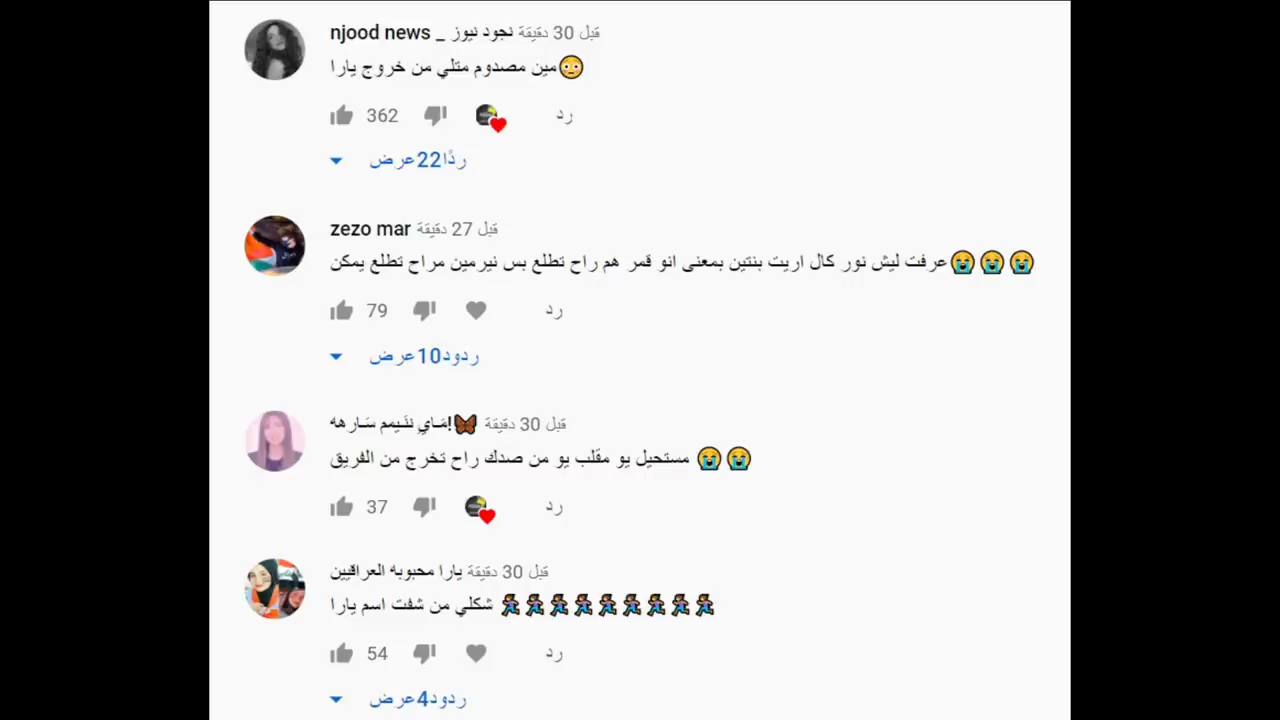 njood news _ نجود نيوز قبل 30 دقيقة
مين مصدوم متلي من خروج يارا😳
362 رد
عرض 22 ردًا
zezo mar قبل 27 دقيقة
عرفت ليش نور كال اريت بنتين بمعنى انو قمر هم راح تطلع بس نيرمين مراح تطلع يمكن😭😭😭
79 رد
عرض 10 ردود
مَـايِ ننَـيمم سَـارهه!🦋 قبل 30 دقيقة
مستحيل يو مقلب يو من صدك راح تخرج من الفريق 😭😭
37 رد
يارا محبوبه العراقيين قبل 30 دقيقة
شكلي من شفت اسم يارا 🏃‍♀️🏃‍♀️🏃‍♀️🏃‍♀️🏃‍♀️🏃‍♀️🏃‍♀️🏃‍♀️🏃‍♀️
54 رد
عرض 4 ردود